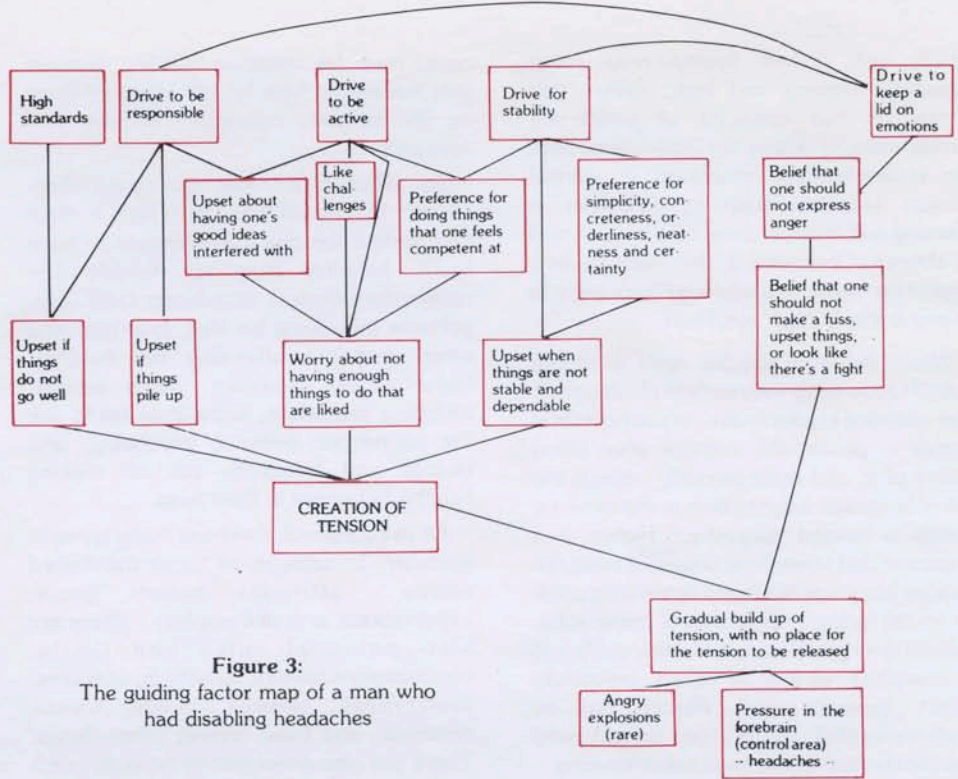 High
standards
Drive to be
responsible
Drive
to be
active
Drive for
stability
Drive to
keep a
lid on
emotions
Upset about
having one's
good ideas
interfered with
Like
chal-
lenges
Preference for
doing things
that one feels
competent at
Preference for
simplicity, con-
creteness, or-
derliness, neat-
ness and cer-
tainty
Belief that
one should
not express
anger
Upset if
things
do not
go well
Upset
if
things
pile up
Worry about not
having enough
things to do that
are liked
Upset when
things are not
stable and
dependable
Belief that one
should not
make a fuss,
upset things,
or look like
there's a fight
CREATION OF
TENSION
Gradual build up of
tension, with no place for
the tension to be released
Angry
explosions
(rare)
Pressure in the
forebrain
(control area)
-- headaches --
Figure 3:
The guiding factor map of a man who
had disabling headaches